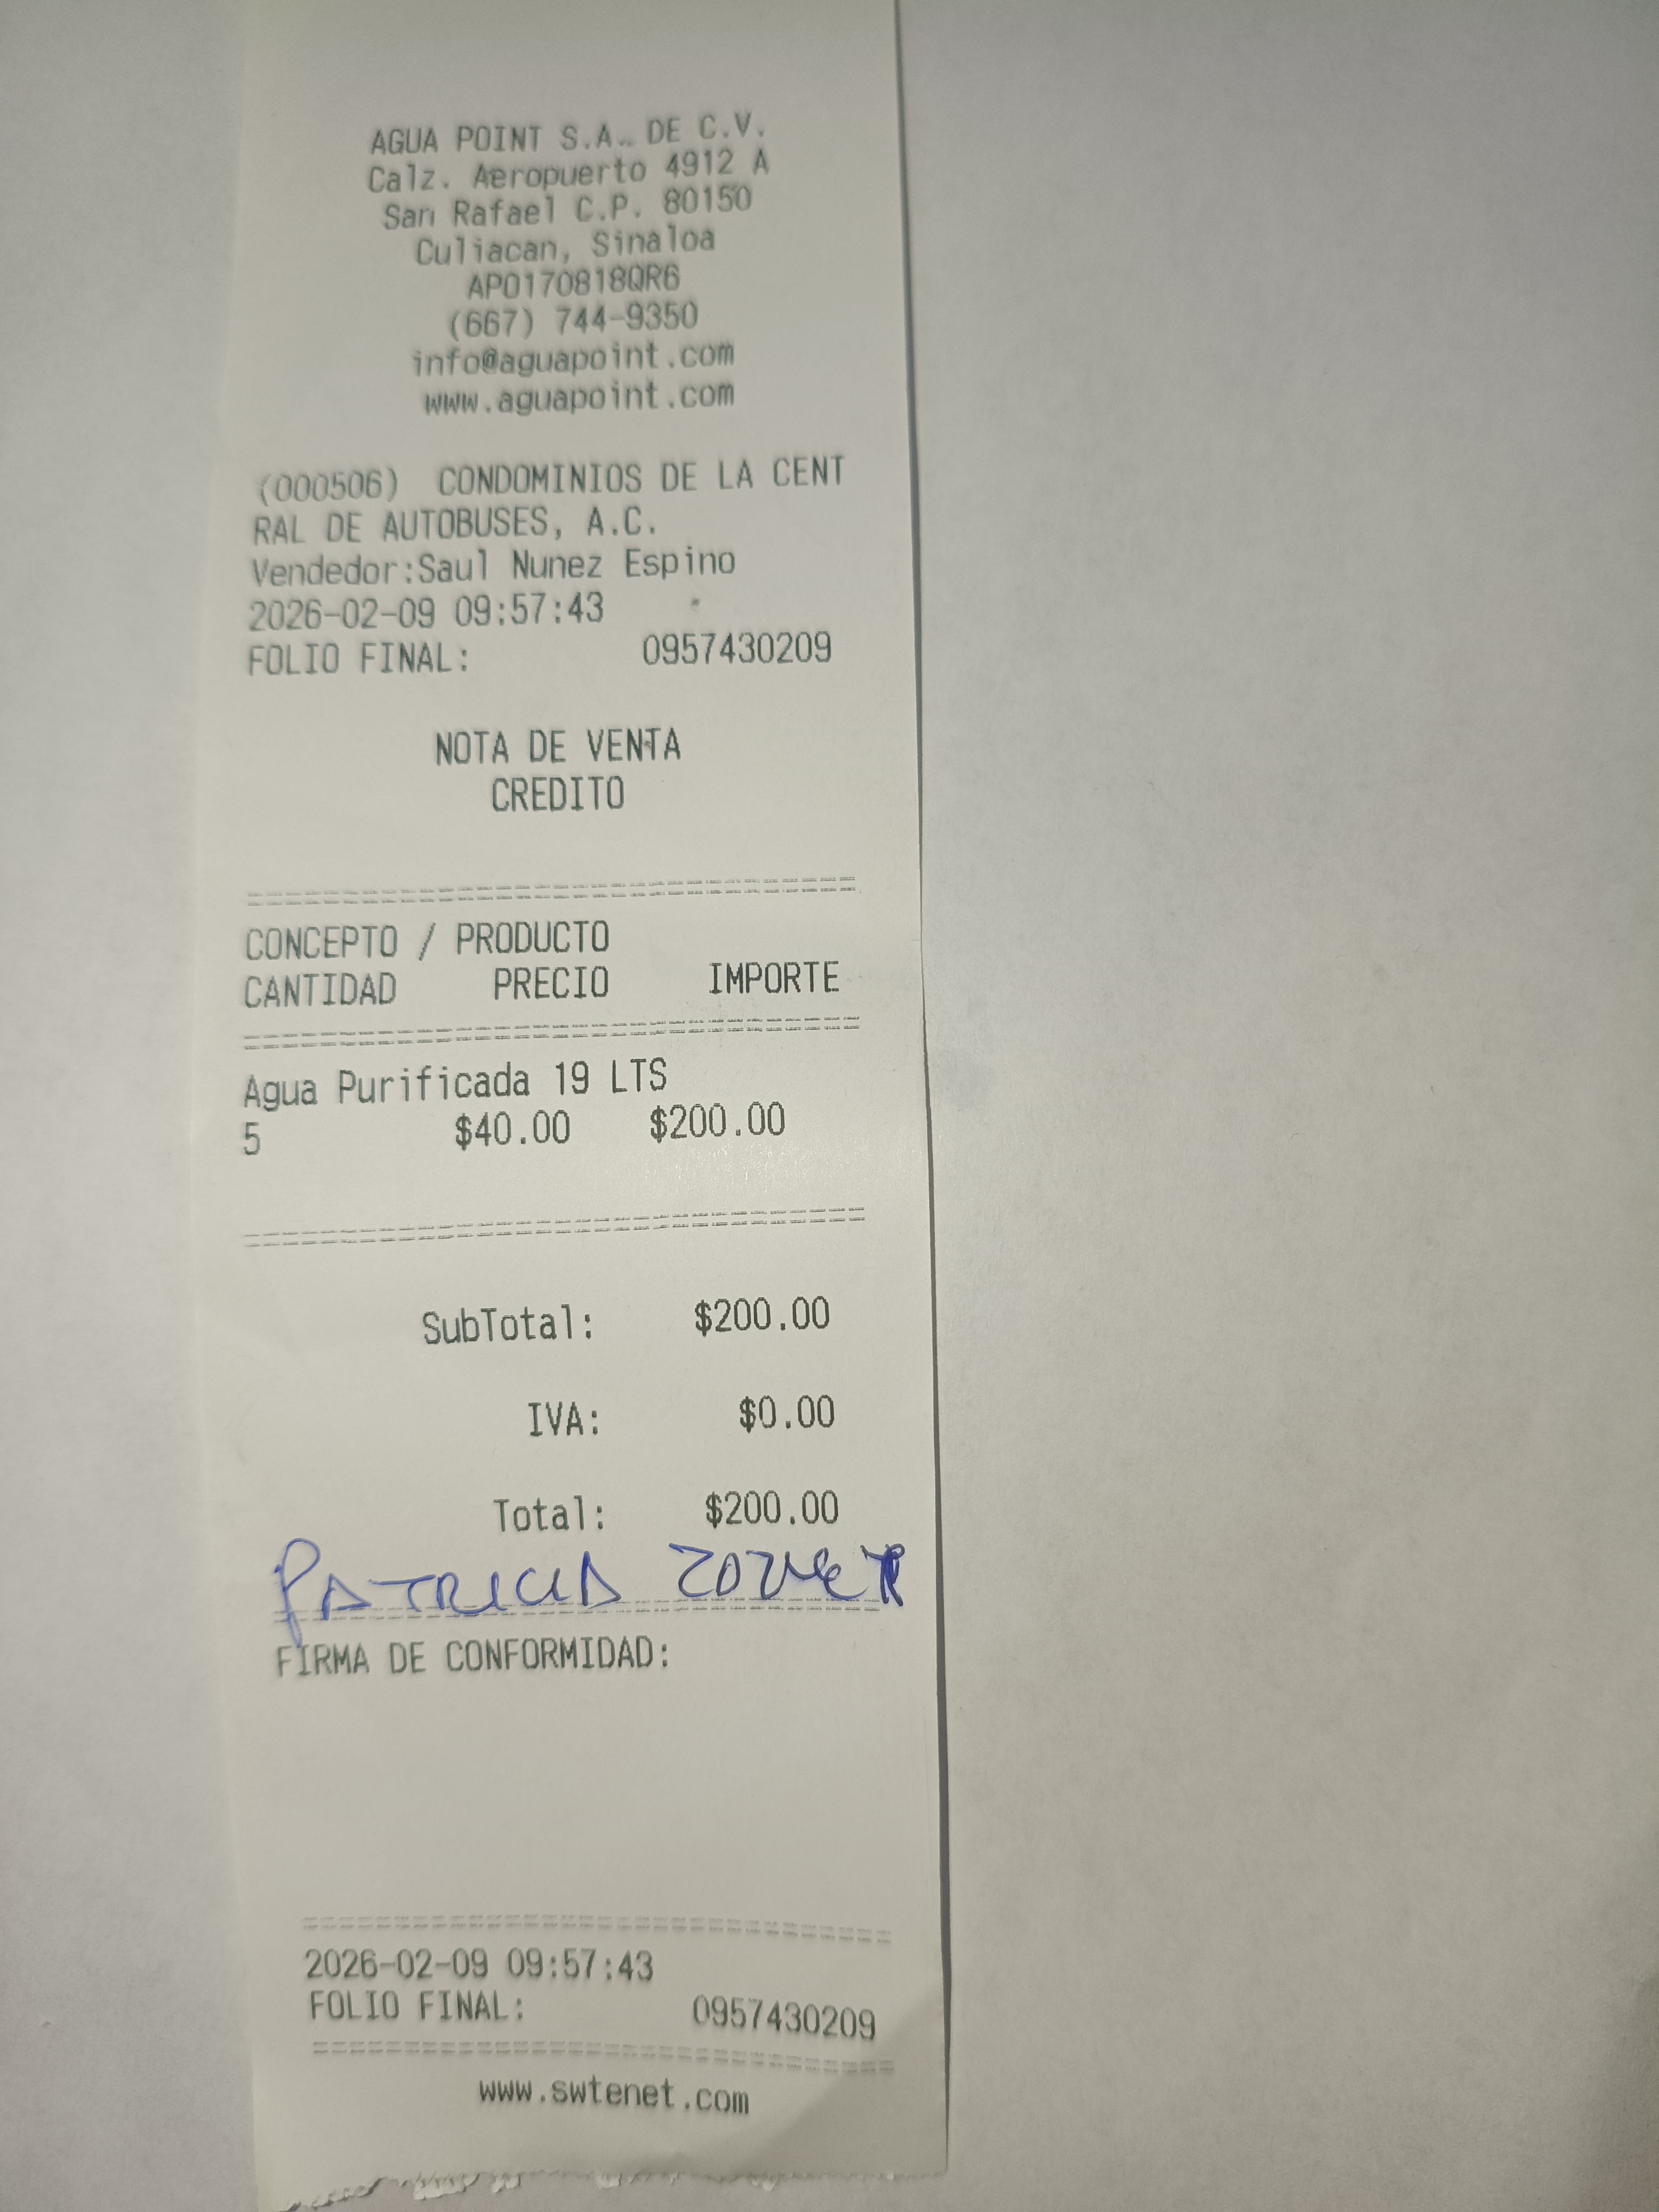 AGUA POINT S.A. DE C.V.
Calz. Aeropuerto 4912 A
San Rafael C.P. 80150
Culiacan, Sinaloa
APO170818QR6
(667) 744-9350
info@aguapoint.com
www.aguapoint.com
(000506) CONDOMINIOS DE LA CENT
RAL DE AUTOBUSES, A.C.
Vendedor:Saul Nunez Espino
2026-02-09 09:57:43
FOLIO FINAL: 0957430209
NOTA DE VENTA
CREDITO
CONCEPTO / PRODUCTO
CANTIDAD PRECIO IMPORTE
Agua Purificada 19 LTS
5 $40.00 $200.00
SubTotal: $200.00
IVA: $0.00
Total: $200.00
PATRICIA
FIRMA DE CONFORMIDAD:
2026-02-09 09:57:43
FOLIO FINAL: 0957430209
www.swtenet.com